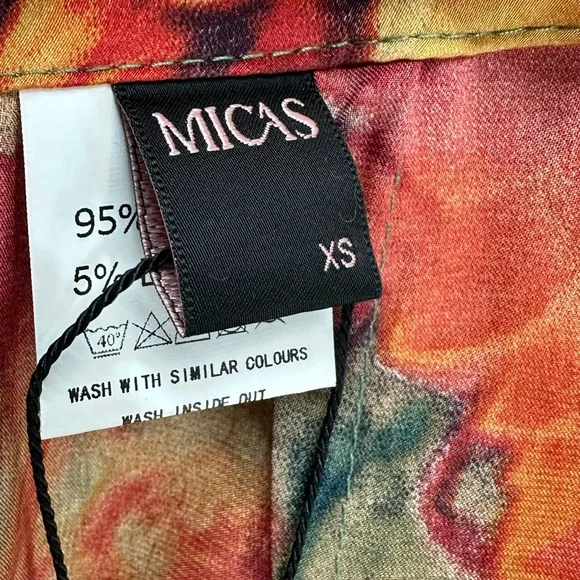 MICAS
XS
95%
5%
40°
WASH WITH SIMILAR COLOURS
WASH INSIDE OUT